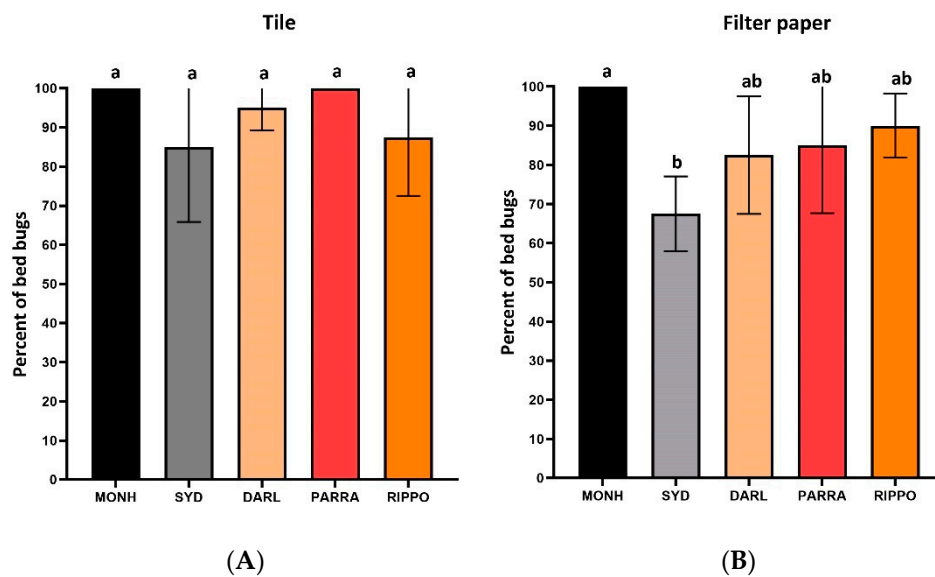 Tile
a a a a a
100
90
80
70
60
50
40
30
20
10
0
Percent of bed bugs
MONH SYD DARL PARRA RIPPO
(A)
Filter paper
a b ab ab ab
100
90
80
70
60
50
40
30
20
10
0
Percent of bed bugs
MONH SYD DARL PARRA RIPPO
(B)